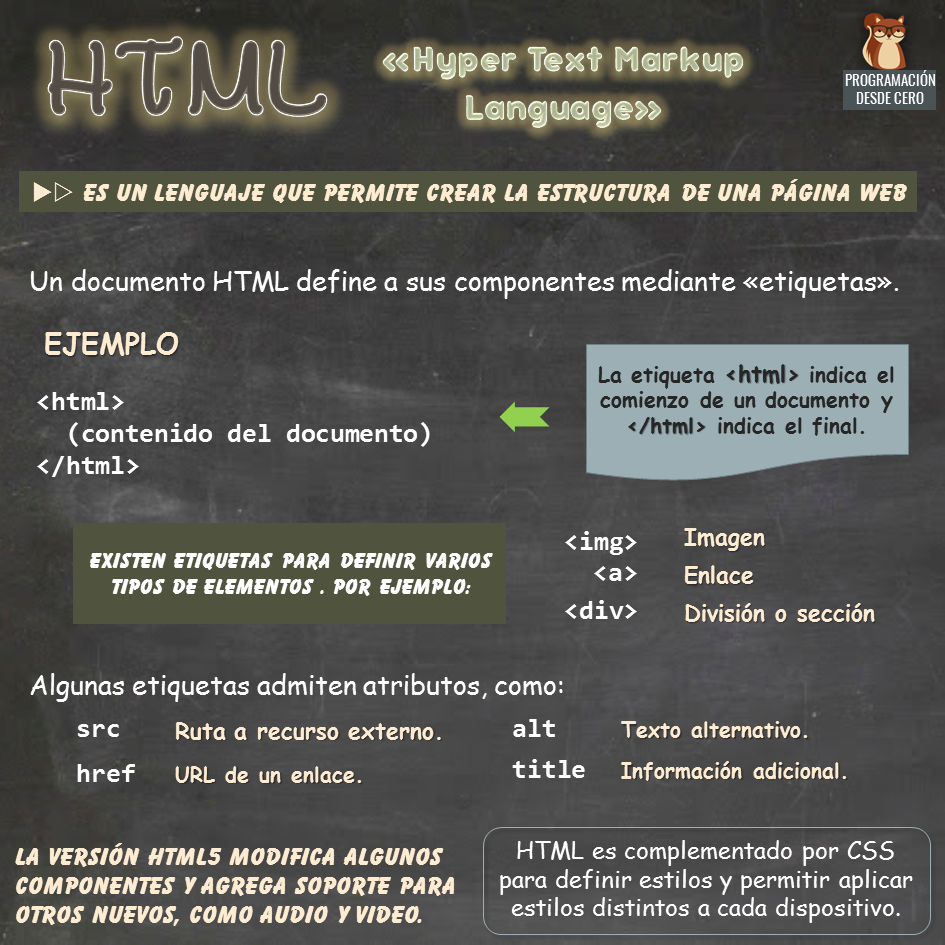 HTML
«Hyper Text Markup
Language»
PROGRAMACIÓN
DESDE CERO
►▷ ES UN LENGUAJE QUE PERMITE CREAR LA ESTRUCTURA DE UNA PÁGINA WEB
Un documento HTML define a sus componentes mediante «etiquetas».
EJEMPLO
<html>
(contenido del documento)
</html>
La etiqueta <html> indica el
comienzo de un documento y
</html> indica el final.
EXISTEN ETIQUETAS PARA DEFINIR VARIOS
TIPOS DE ELEMENTOS . POR EJEMPLO:
<img> Imagen
<a> Enlace
<div> División o sección
Algunas etiquetas admiten atributos, como:
src Ruta a recurso externo.
href URL de un enlace.
alt Texto alternativo.
title Información adicional.
LA VERSIÓN HTML5 MODIFICA ALGUNOS
COMPONENTES Y AGREGA SOPORTE PARA
OTROS NUEVOS, COMO AUDIO Y VIDEO.
HTML es complementado por CSS
para definir estilos y permitir aplicar
estilos distintos a cada dispositivo.